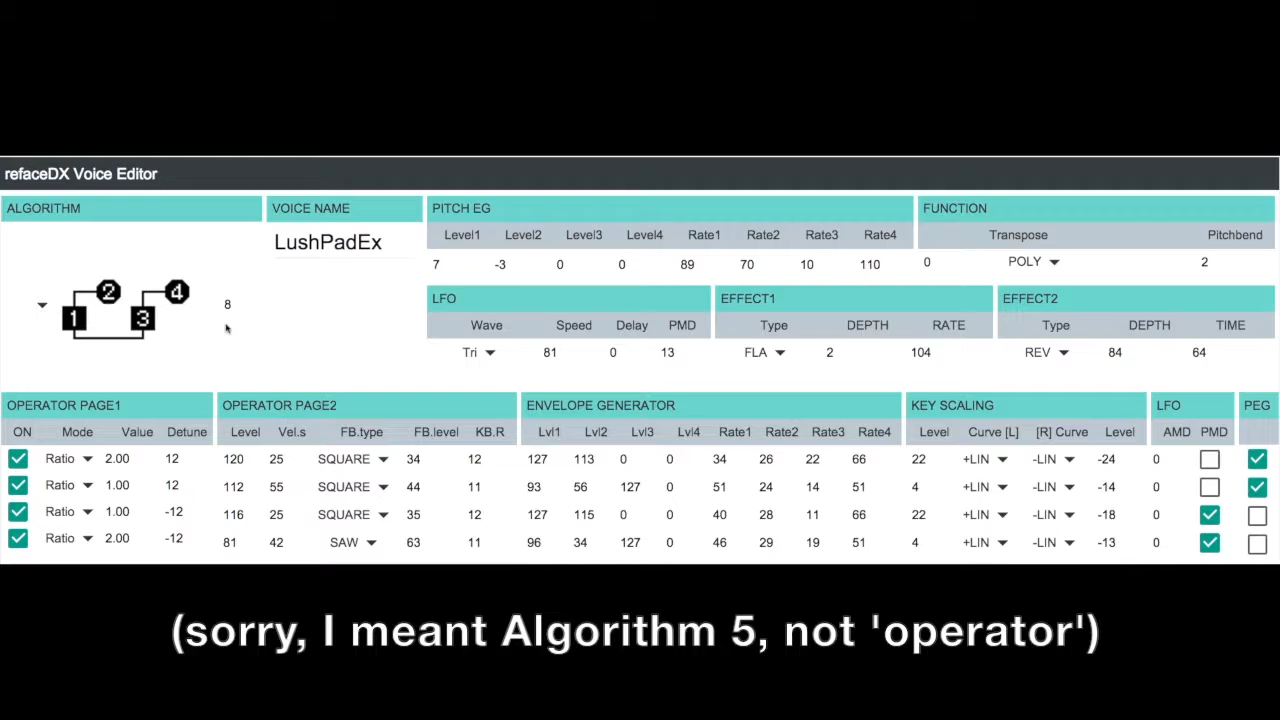 refaceDX Voice Editor
ALGORITHM
2 4
1 3
8
VOICE NAME
LushPadEx
PITCH EG
Level1 Level2 Level3 Level4 Rate1 Rate2 Rate3 Rate4
7 -3 0 0 89 70 10 110
FUNCTION
Transpose Pitchbend
0 POLY 2
LFO
Wave Speed Delay PMD
Tri 81 0 13
EFFECT1
Type DEPTH RATE
FLA 2 104
EFFECT2
Type DEPTH TIME
REV 84 64
OPERATOR PAGE1 OPERATOR PAGE2 ENVELOPE GENERATOR KEY SCALING LFO PEG
ON Mode Value Detune Level Vel.s FB.type FB.level KB.R Lvl1 Lvl2 Lvl3 Lvl4 Rate1 Rate2 Rate3 Rate4 Level Curve [L] [R] Curve Level AMD PMD
Ratio 2.00 12 120 25 SQUARE 34 12 127 113 0 0 34 26 22 66 22 +LIN -LIN -24 0
Ratio 1.00 12 112 55 SQUARE 44 11 93 56 127 0 51 24 14 51 4 +LIN -LIN -14 0
Ratio 1.00 -12 116 25 SQUARE 35 12 127 115 0 0 40 28 11 66 22 +LIN -LIN -18 0
Ratio 2.00 -12 81 42 SAW 63 11 96 34 127 0 46 29 19 51 4 +LIN -LIN -13 0
(sorry, I meant Algorithm 5, not 'operator')